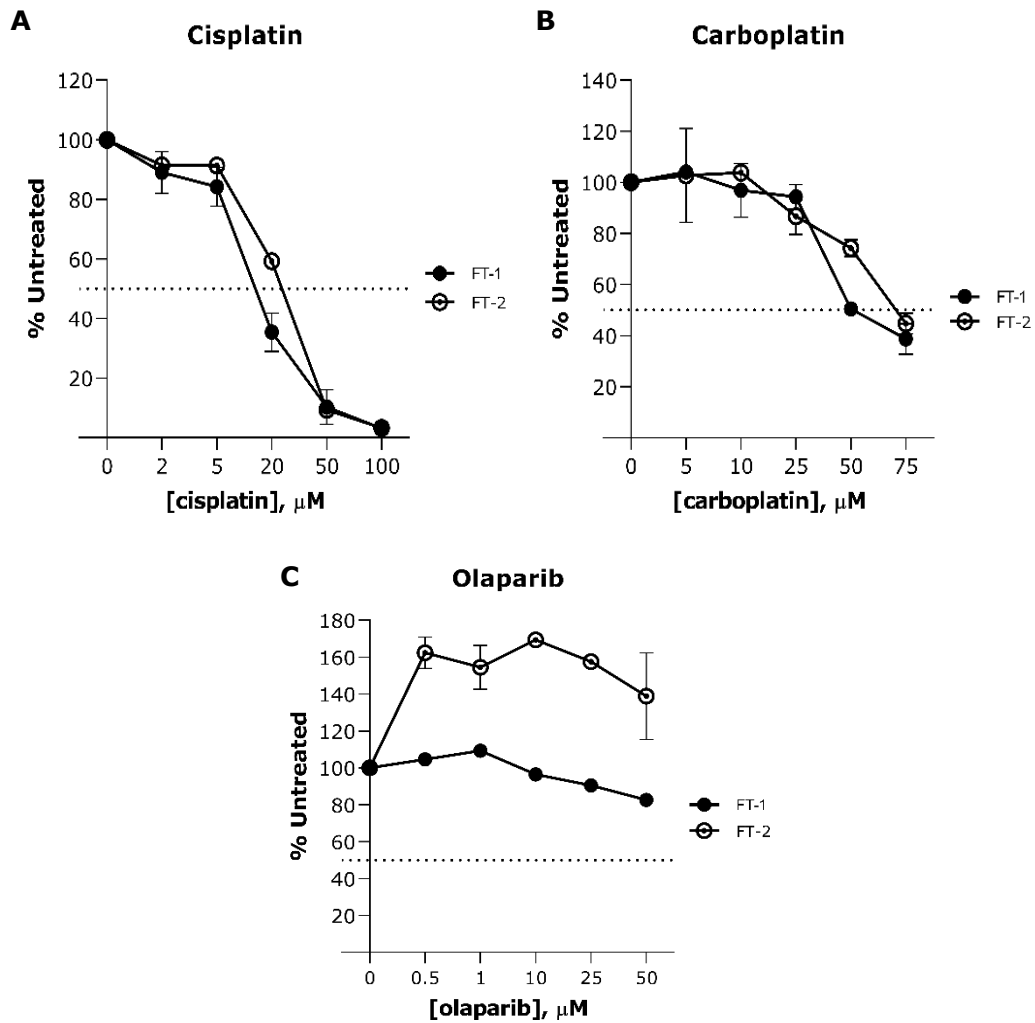 A
Cisplatin
120
100
80
60
40
20
% Untreated
0 2 5 20 50 100
[cisplatin], μM
FT-1
FT-2
B
Carboplatin
140
120
100
80
60
40
20
% Untreated
0 5 10 25 50 75
[carboplatin], μM
FT-1
FT-2
C
Olaparib
180
160
140
120
100
80
60
40
20
% Untreated
0 0.5 1 10 25 50
[olaparib], μM
FT-1
FT-2